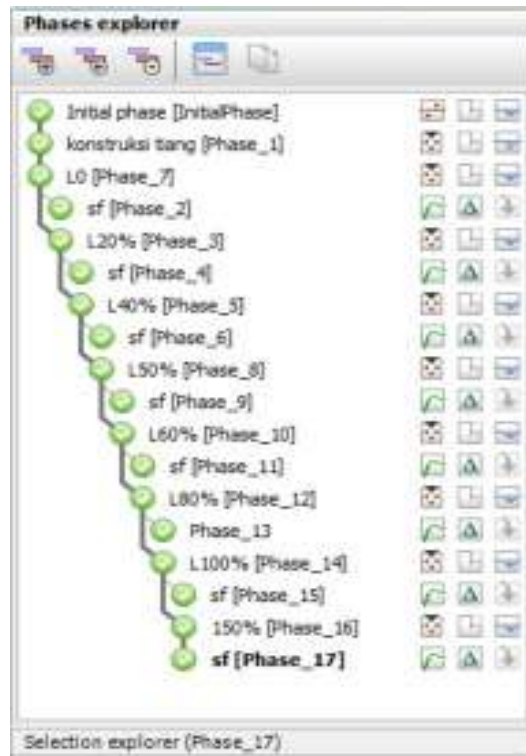 Phases explorer
Initial phase [InitialPhase]
konstruksi tiang [Phase_1]
L0 [Phase_7]
sf [Phase_2]
L20% [Phase_3]
sf [Phase_4]
L40% [Phase_5]
sf [Phase_6]
L50% [Phase_8]
sf [Phase_9]
L60% [Phase_10]
sf [Phase_11]
L80% [Phase_12]
Phase_13
L100% [Phase_14]
sf [Phase_15]
150% [Phase_16]
sf [Phase_17]
Selection explorer (Phase_17)